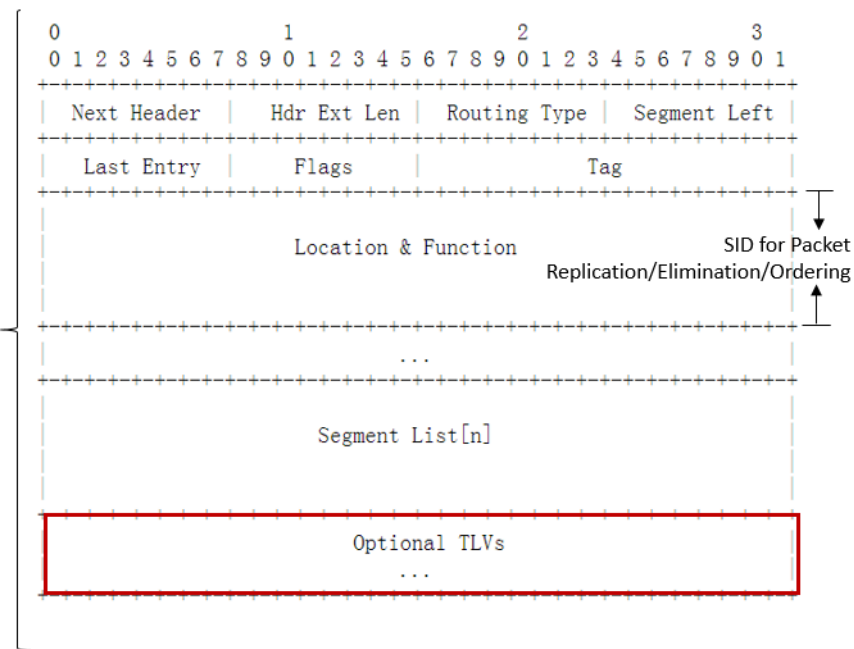 0 1 2 3
0 1 2 3 4 5 6 7 8 9 0 1 2 3 4 5 6 7 8 9 0 1 2 3 4 5 6 7 8 9 0 1
+-+-+-+-+-+-+-+-+-+-+-+-+-+-+-+-+-+-+-+-+-+-+-+-+-+-+-+-+-+-+-+-+
| Next Header | Hdr Ext Len | Routing Type | Segment Left |
+-+-+-+-+-+-+-+-+-+-+-+-+-+-+-+-+-+-+-+-+-+-+-+-+-+-+-+-+-+-+-+-+
| Last Entry | Flags | Tag |
+-+-+-+-+-+-+-+-+-+-+-+-+-+-+-+-+-+-+-+-+-+-+-+-+-+-+-+-+-+-+-+-+
Location & Function
SID for Packet
Replication/Elimination/Ordering
+-+-+-+-+-+-+-+-+-+-+-+-+-+-+-+-+-+-+-+-+-+-+-+-+-+-+-+-+-+-+-+-+
| ... |
+-+-+-+-+-+-+-+-+-+-+-+-+-+-+-+-+-+-+-+-+-+-+-+-+-+-+-+-+-+-+-+-+
Segment List[n]
+-+-+-+-+-+-+-+-+-+-+-+-+-+-+-+-+-+-+-+-+-+-+-+-+-+-+-+-+-+-+-+-+
Optional TLVs
...
+-+-+-+-+-+-+-+-+-+-+-+-+-+-+-+-+-+-+-+-+-+-+-+-+-+-+-+-+-+-+-+-+